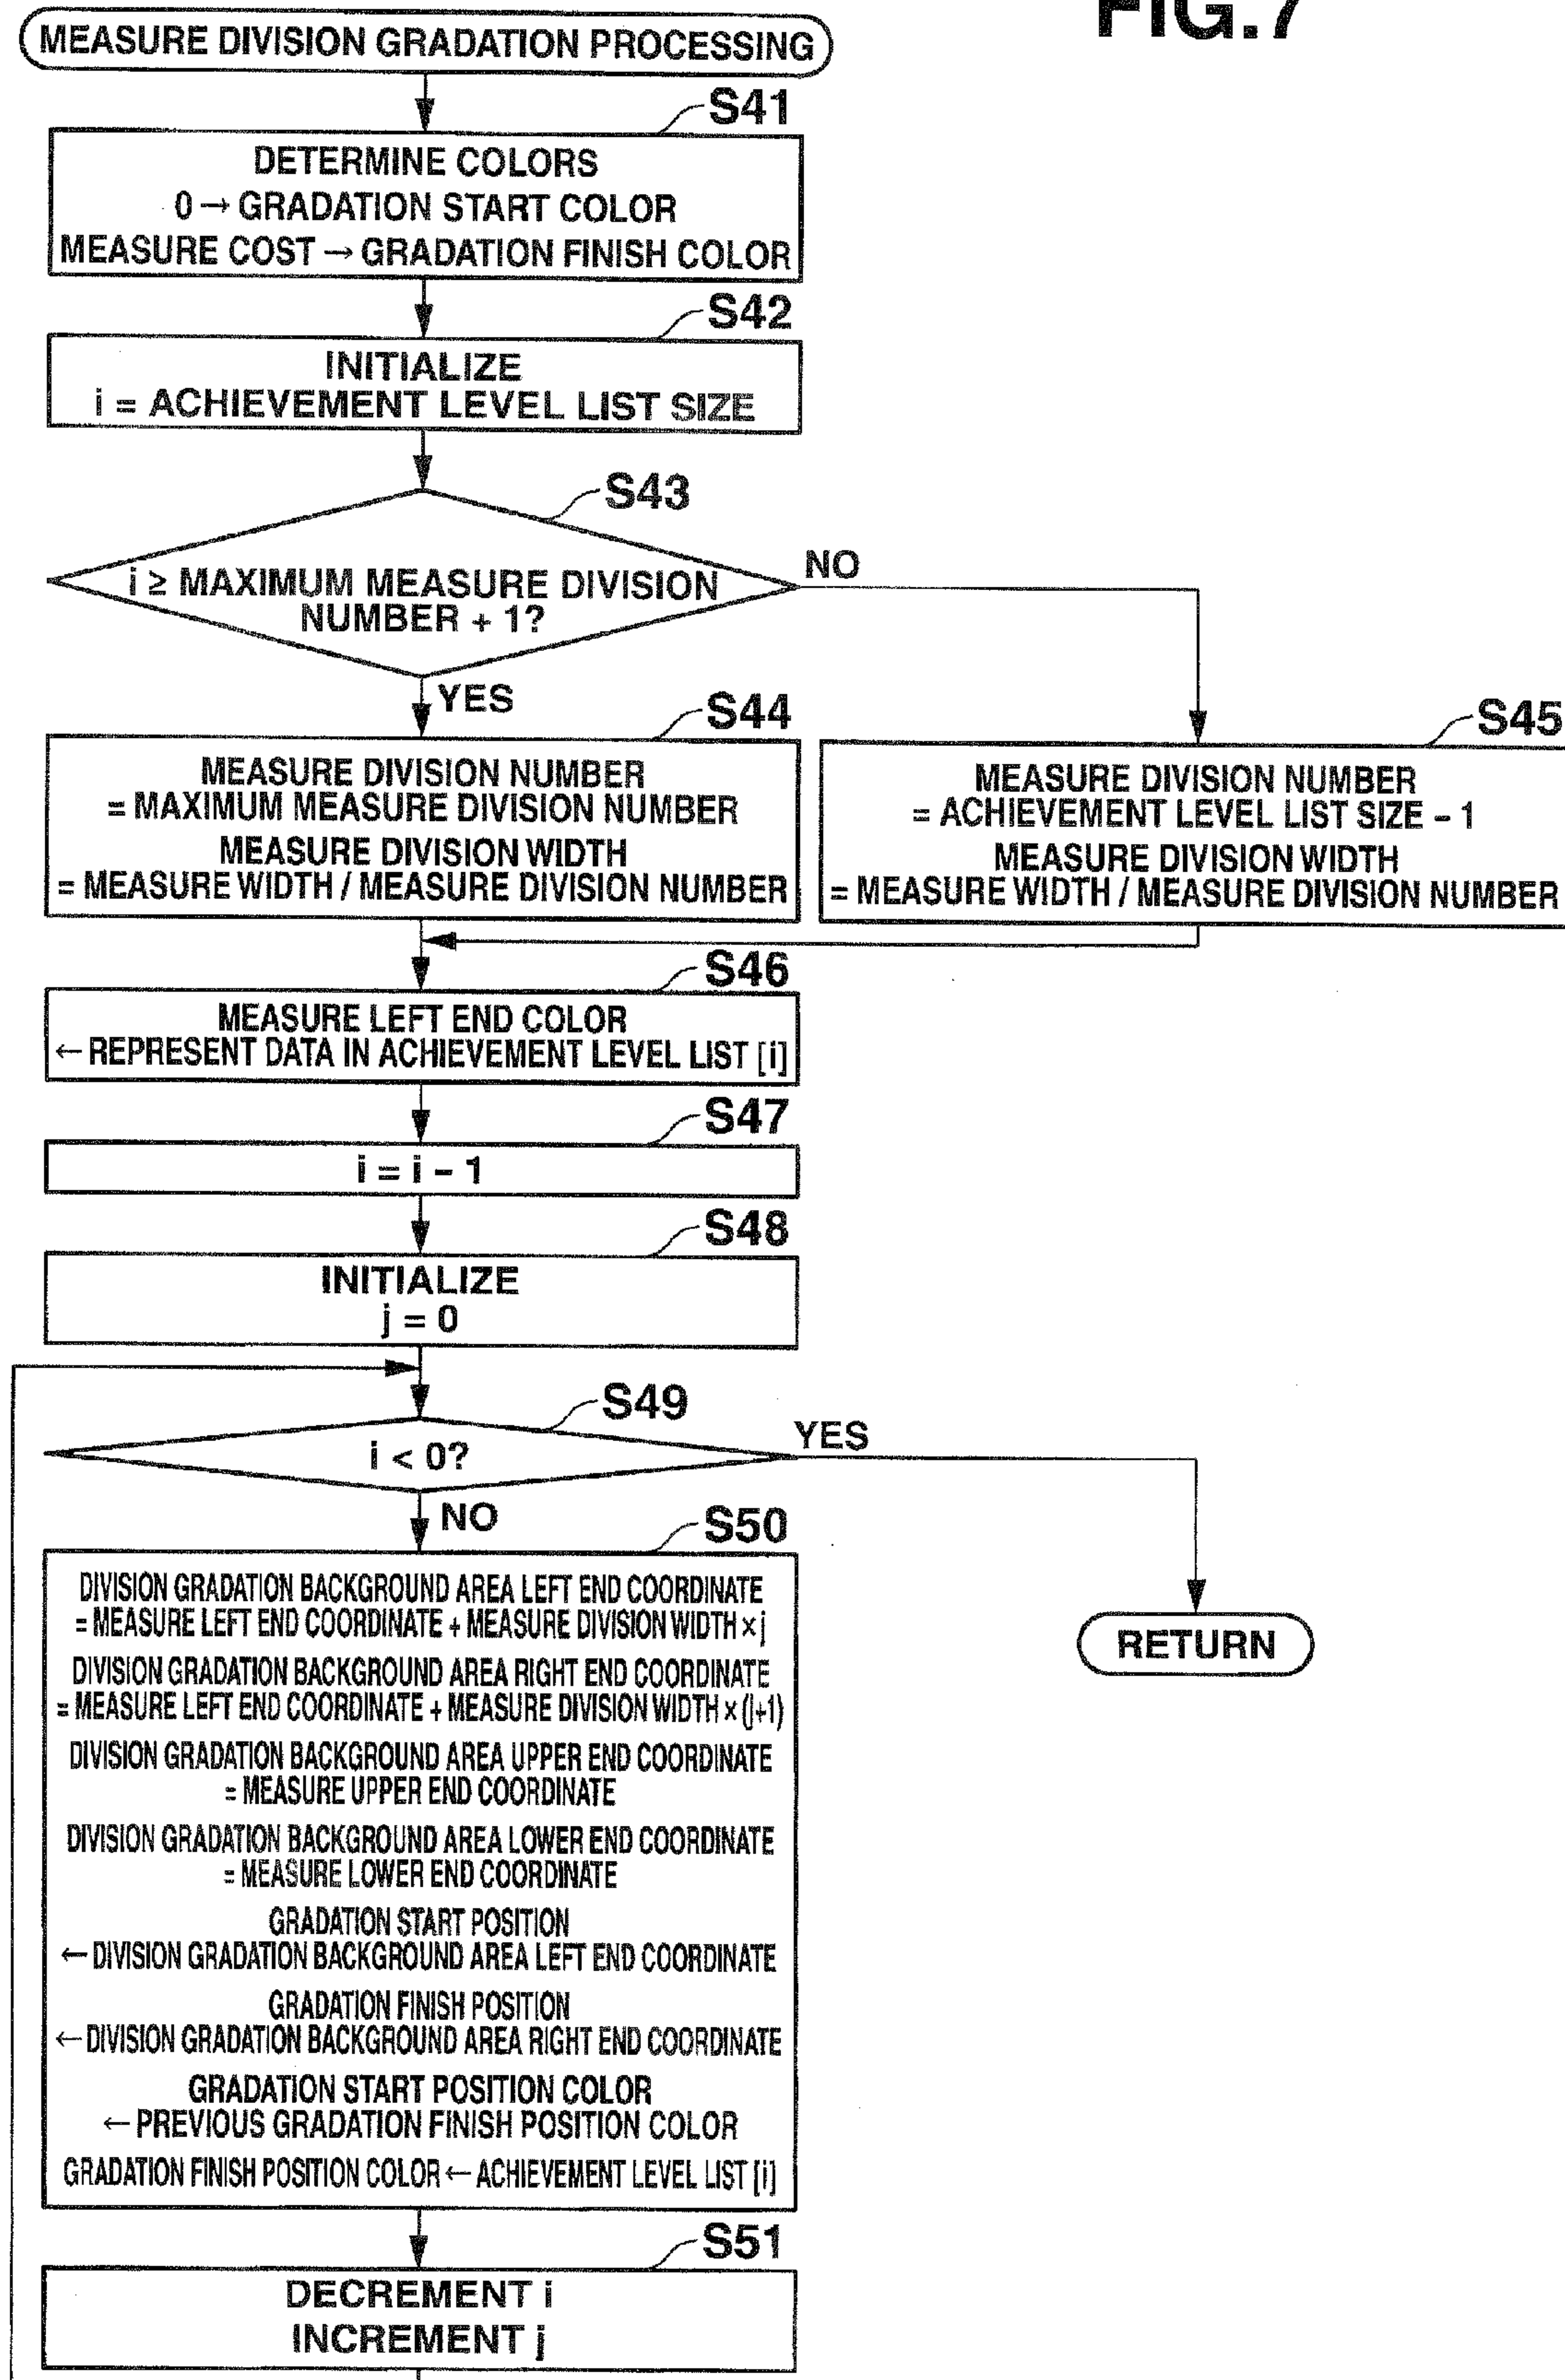 FIG.7
MEASURE DIVISION GRADATION PROCESSING
S41
DETERMINE COLORS
0 → GRADATION START COLOR
MEASURE COST → GRADATION FINISH COLOR
S42
INITIALIZE
i = ACHIEVEMENT LEVEL LIST SIZE
S43
i ≥ MAXIMUM MEASURE DIVISION
NUMBER + 1?
NO
YES
S44
MEASURE DIVISION NUMBER
= MAXIMUM MEASURE DIVISION NUMBER
MEASURE DIVISION WIDTH
= MEASURE WIDTH / MEASURE DIVISION NUMBER
S45
MEASURE DIVISION NUMBER
= ACHIEVEMENT LEVEL LIST SIZE – 1
MEASURE DIVISION WIDTH
= MEASURE WIDTH / MEASURE DIVISION NUMBER
S46
MEASURE LEFT END COLOR
← REPRESENT DATA IN ACHIEVEMENT LEVEL LIST [i]
S47
i = i – 1
S48
INITIALIZE
j = 0
S49
i < 0?
YES
NO
RETURN
S50
DIVISION GRADATION BACKGROUND AREA LEFT END COORDINATE
= MEASURE LEFT END COORDINATE + MEASURE DIVISION WIDTH × j
DIVISION GRADATION BACKGROUND AREA RIGHT END COORDINATE
= MEASURE LEFT END COORDINATE + MEASURE DIVISION WIDTH × (j+1)
DIVISION GRADATION BACKGROUND AREA UPPER END COORDINATE
= MEASURE UPPER END COORDINATE
DIVISION GRADATION BACKGROUND AREA LOWER END COORDINATE
= MEASURE LOWER END COORDINATE
GRADATION START POSITION
← DIVISION GRADATION BACKGROUND AREA LEFT END COORDINATE
GRADATION FINISH POSITION
← DIVISION GRADATION BACKGROUND AREA RIGHT END COORDINATE
GRADATION START POSITION COLOR
← PREVIOUS GRADATION FINISH POSITION COLOR
GRADATION FINISH POSITION COLOR ← ACHIEVEMENT LEVEL LIST [i]
S51
DECREMENT i
INCREMENT j